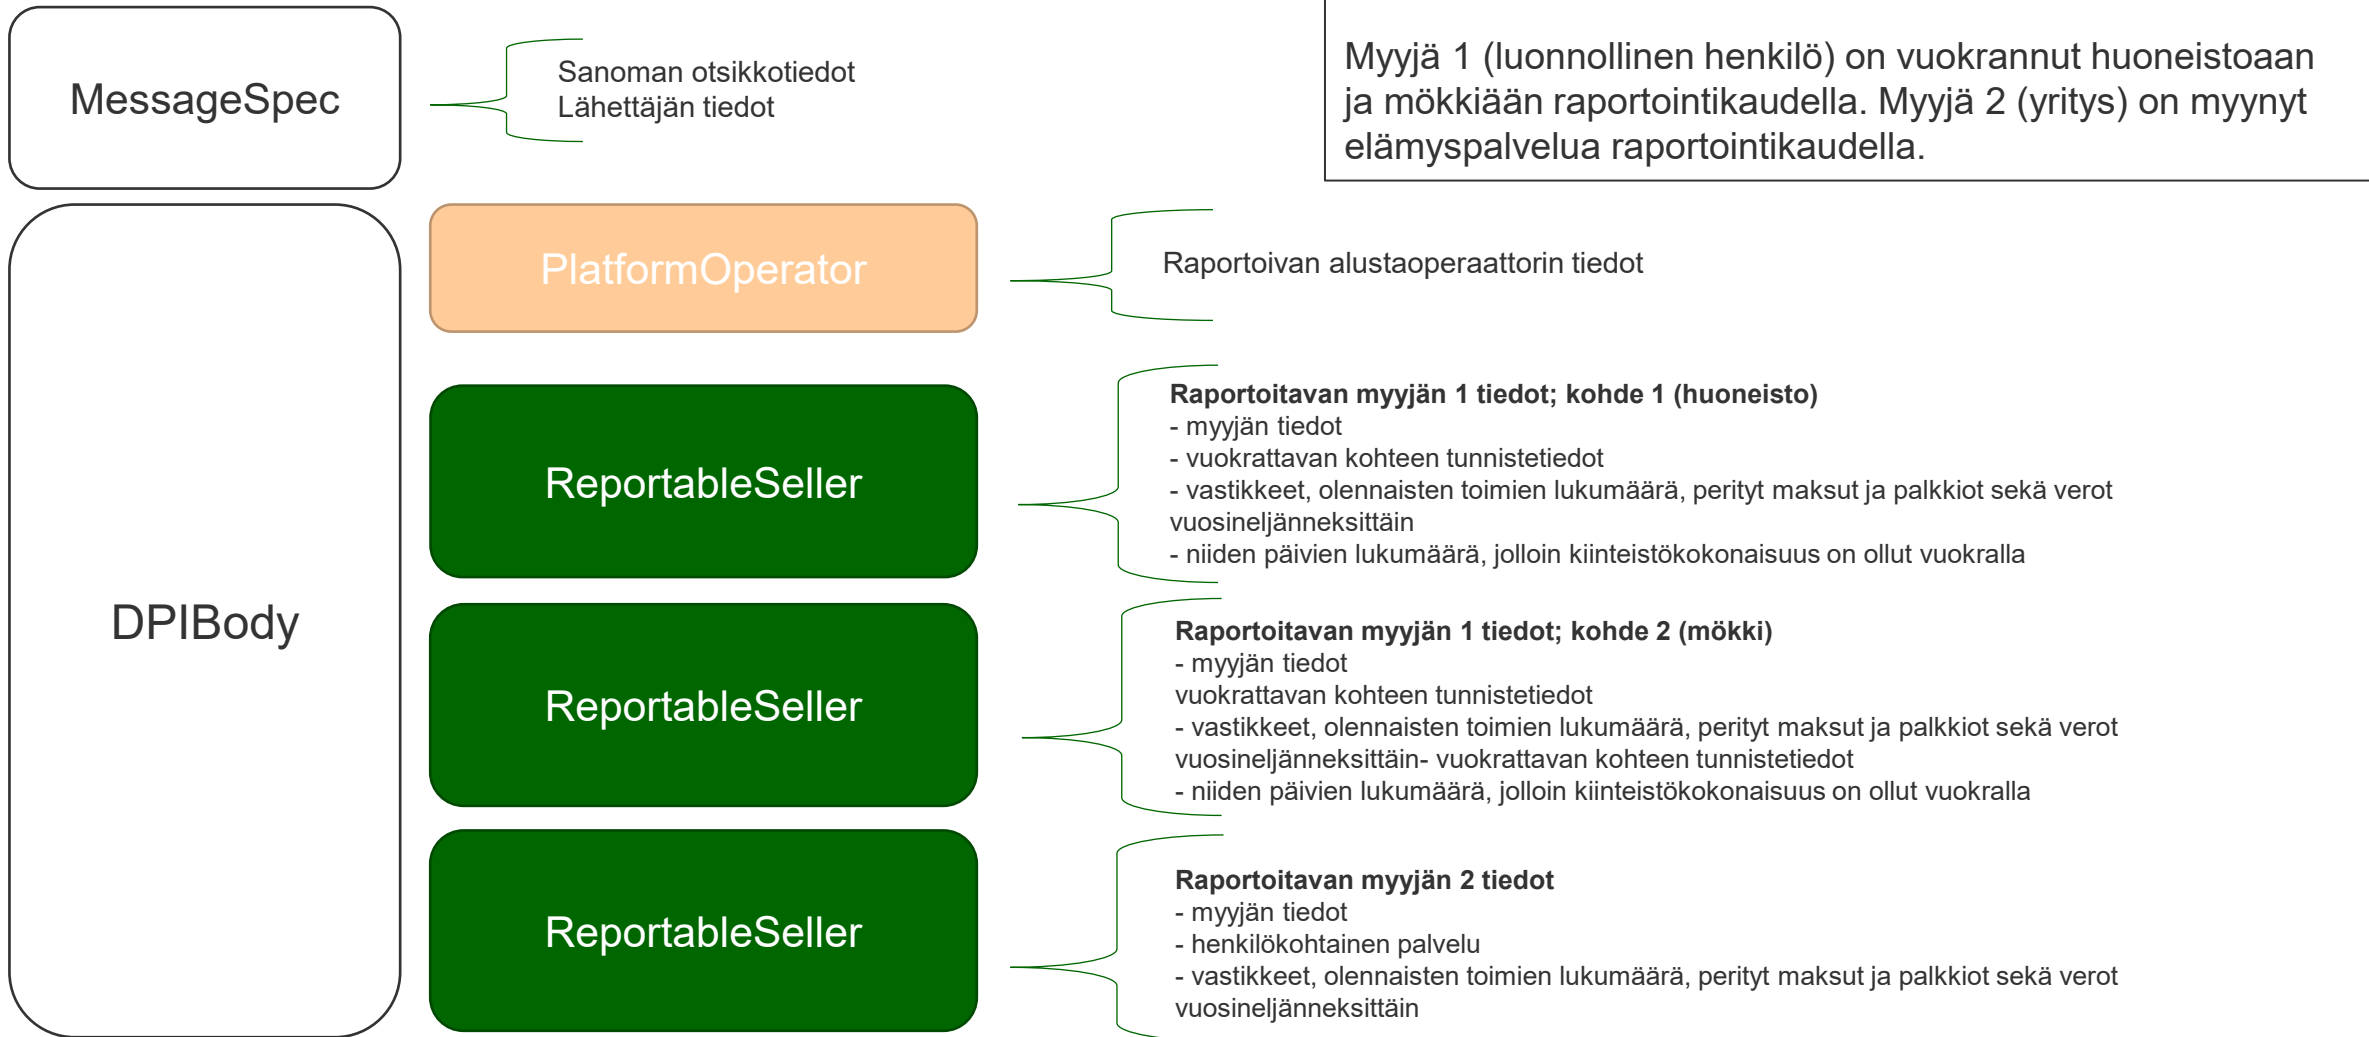 MessageSpec
Sanoman otsikkotiedot
Lähettäjän tiedot
Myyjä 1 (luonnollinen henkilö) on vuokrannut huoneistoaan
ja mökkiään raportointikaudella. Myyjä 2 (yritys) on myynyt
elämyspalvelua raportointikaudella.
DPIBody
PlatformOperator
Raportoivan alustaoperaattorin tiedot
ReportableSeller
Raportoitavan myyjän 1 tiedot; kohde 1 (huoneisto)
- myyjän tiedot
- vuokrattavan kohteen tunnistetiedot
- vastikkeet, olennaisten toimien lukumäärä, perityt maksut ja palkkiot sekä verot
vuosineljänneksittäin
- niiden päivien lukumäärä, jolloin kiinteistökokonaisuus on ollut vuokralla
ReportableSeller
Raportoitavan myyjän 1 tiedot; kohde 2 (mökki)
- myyjän tiedot
vuokrattavan kohteen tunnistetiedot
- vastikkeet, olennaisten toimien lukumäärä, perityt maksut ja palkkiot sekä verot
vuosineljänneksittäin- vuokrattavan kohteen tunnistetiedot
- niiden päivien lukumäärä, jolloin kiinteistökokonaisuus on ollut vuokralla
ReportableSeller
Raportoitavan myyjän 2 tiedot
- myyjän tiedot
- henkilökohtainen palvelu
- vastikkeet, olennaisten toimien lukumäärä, perityt maksut ja palkkiot sekä verot
vuosineljänneksittäin